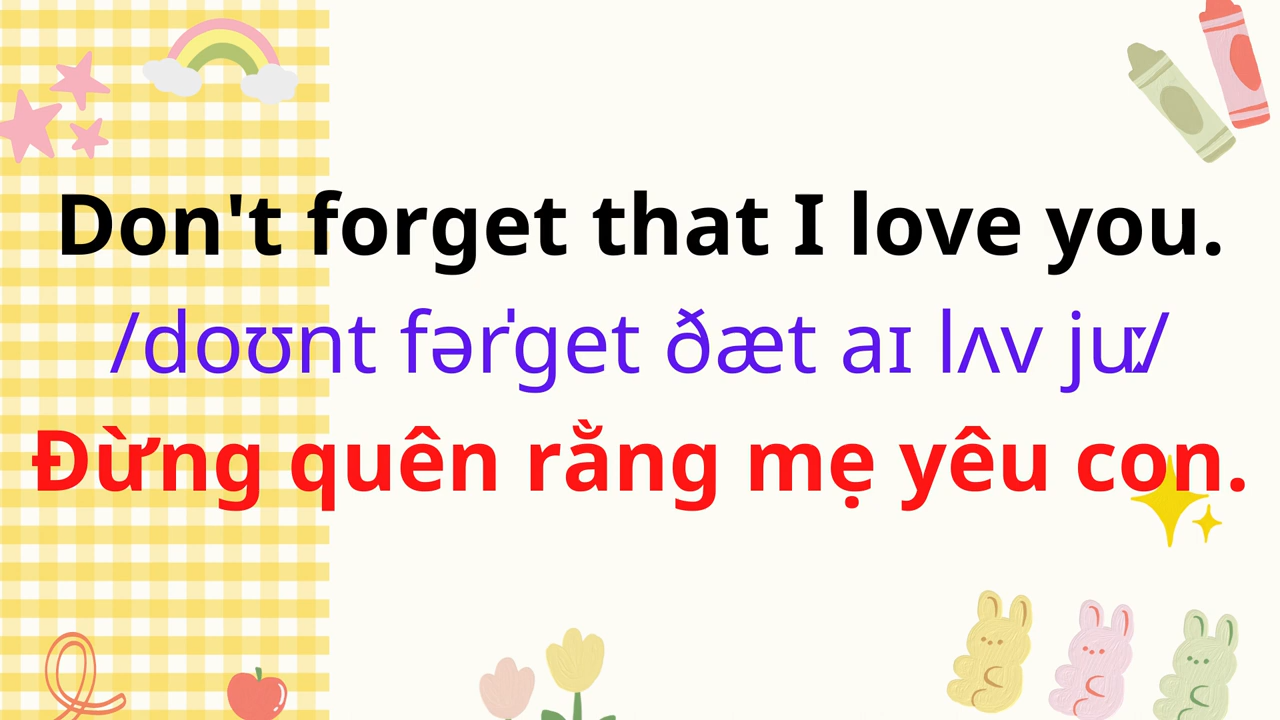 Don't forget that I love you.
/doʊnt fərˈget ðæt aɪ lʌv juː/
Đừng quên rằng mẹ yêu con.